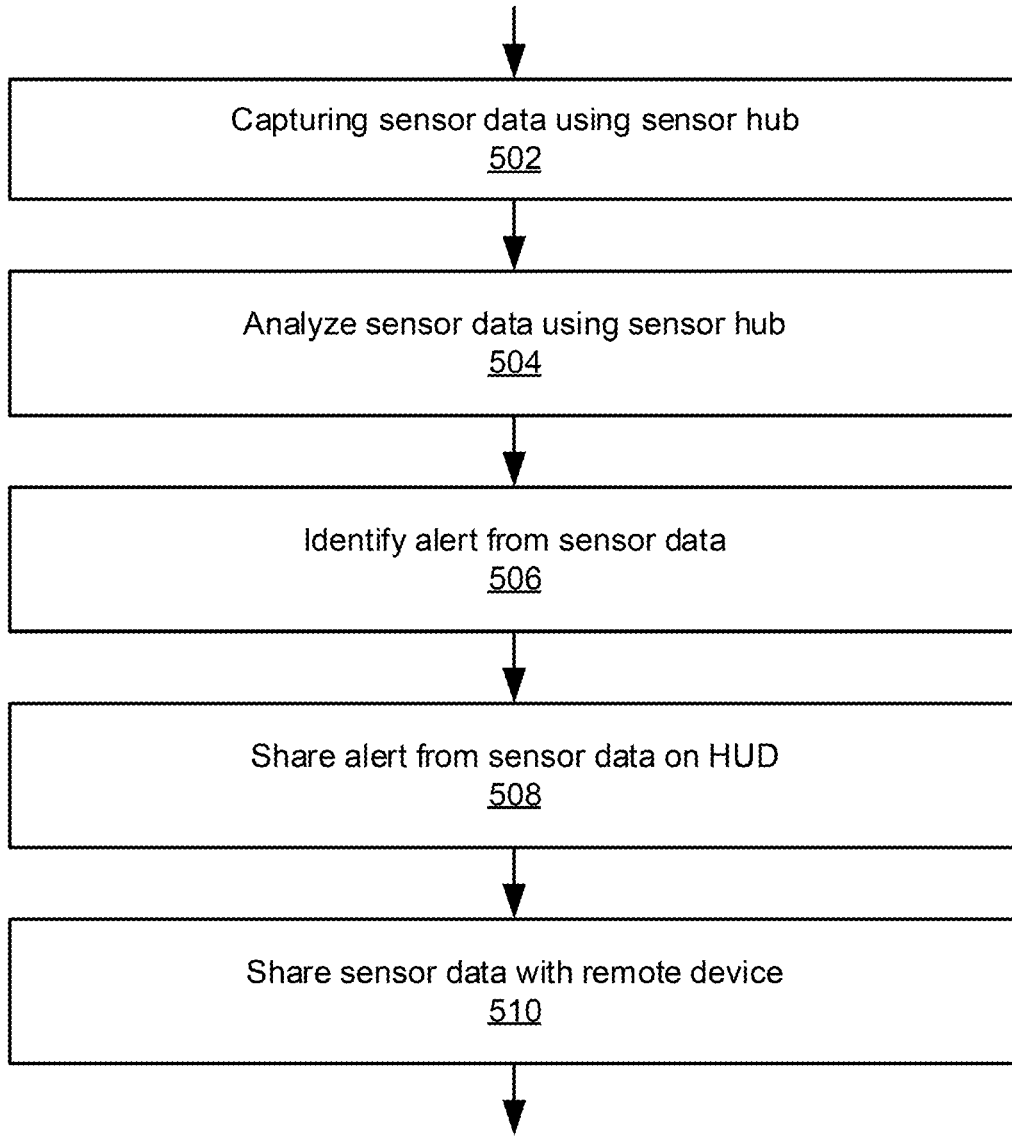 Capturing sensor data using sensor hub
502
Analyze sensor data using sensor hub
504
Identify alert from sensor data
506
Share alert from sensor data on HUD
508
Share sensor data with remote device
510